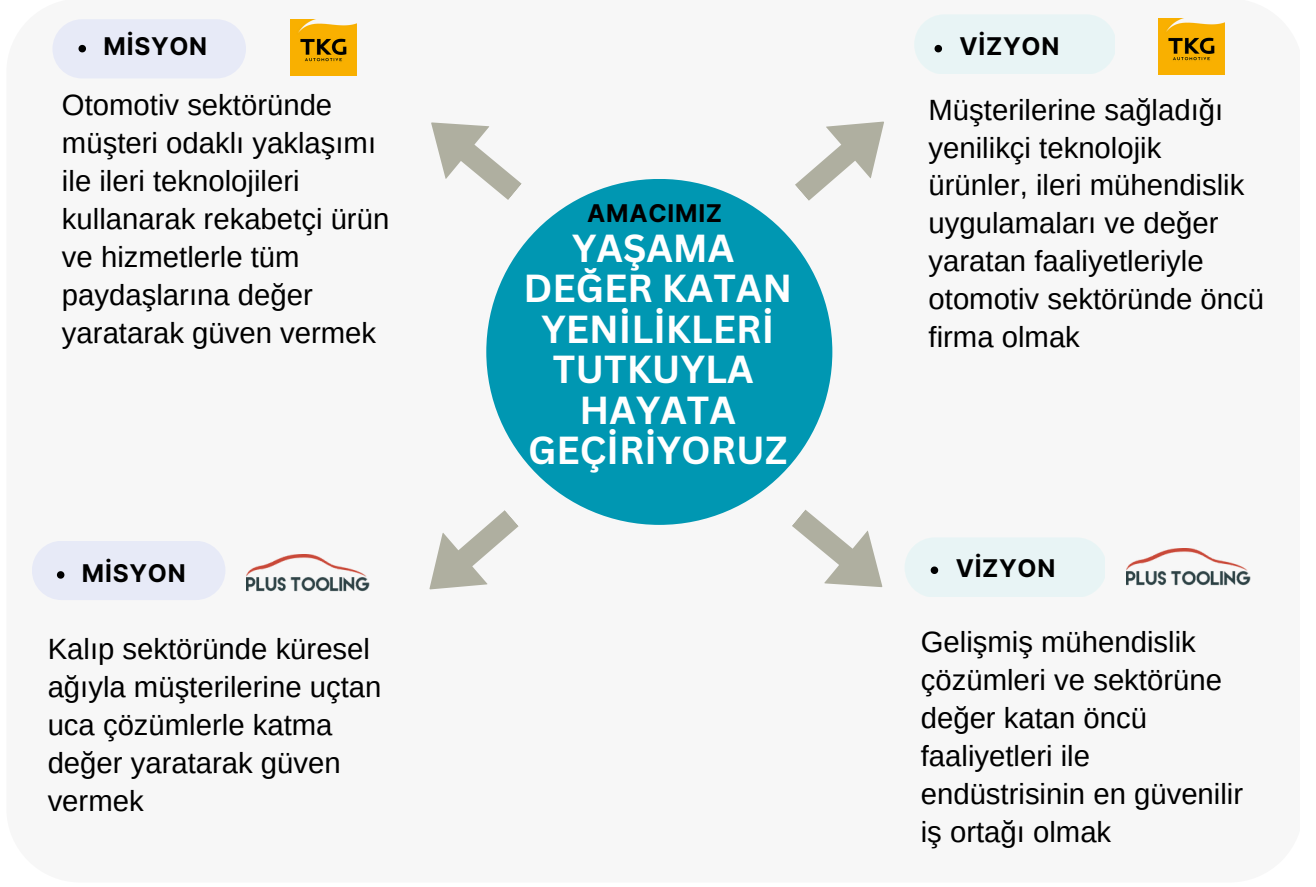 • MİSYON
TKG
AUTOMOTIVE
Otomotiv sektöründe
müşteri odaklı yaklaşımı
ile ileri teknolojileri
kullanarak rekabetçi ürün
ve hizmetlerle tüm
paydaşlarına değer
yaratarak güven vermek
• VİZYON
TKG
AUTOMOTIVE
Müşterilerine sağladığı
yenilikçi teknolojik
ürünler, ileri mühendislik
uygulamaları ve değer
yaratan faaliyetleriyle
otomotiv sektöründe öncü
firma olmak
AMACIMIZ
YAŞAMA
DEĞER KATAN
YENİLİKLERİ
TUTKUYLA
HAYATA
GEÇİRİYORUZ
• MİSYON
PLUS TOOLING
Kalıp sektöründe küresel
ağıyla müşterilerine uçtan
uca çözümlerle katma
değer yaratarak güven
vermek
• VİZYON
PLUS TOOLING
Gelişmiş mühendislik
çözümleri ve sektörüne
değer katan öncü
faaliyetleri ile
endüstrisinin en güvenilir
iş ortağı olmak